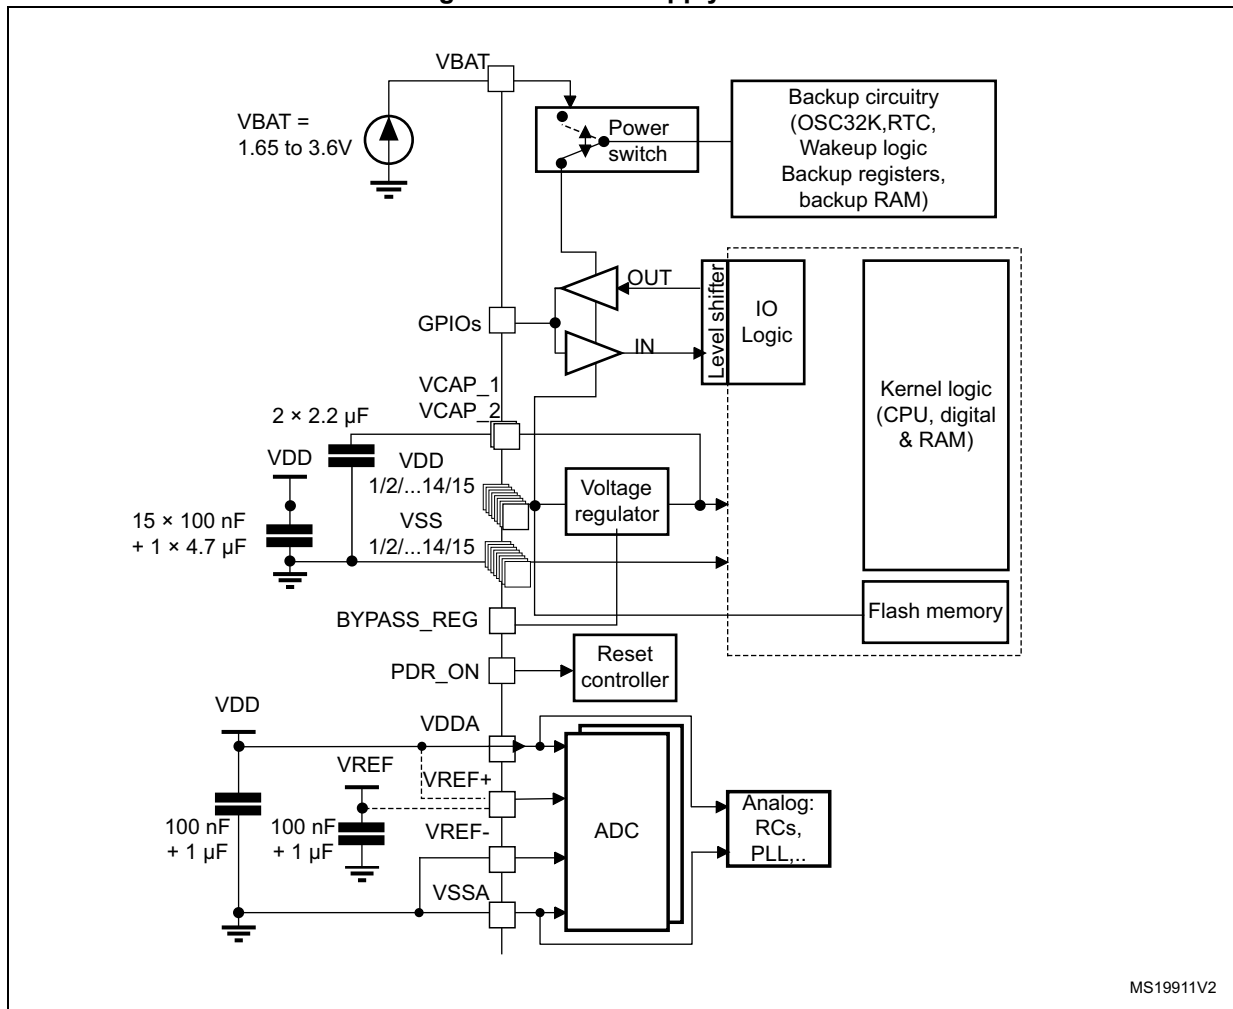 VBAT
VBAT =
1.65 to 3.6V
Power
switch
Backup circuitry
(OSC32K,RTC,
Wakeup logic
Backup registers,
backup RAM)
OUT
GPIOs
IN
Level shifter
IO
Logic
Kernel logic
(CPU, digital
& RAM)
VCAP_1
VCAP_2
2 × 2.2 µF
VDD
VDD
1/2/...14/15
Voltage
regulator
15 × 100 nF
+ 1 × 4.7 µF
VSS
1/2/...14/15
Flash memory
BYPASS_REG
PDR_ON
Reset
controller
VDD
VDDA
VREF
VREF+
100 nF
+ 1 µF
100 nF
+ 1 µF
VREF-
ADC
Analog:
RCs,
PLL,..
VSSA
MS19911V2